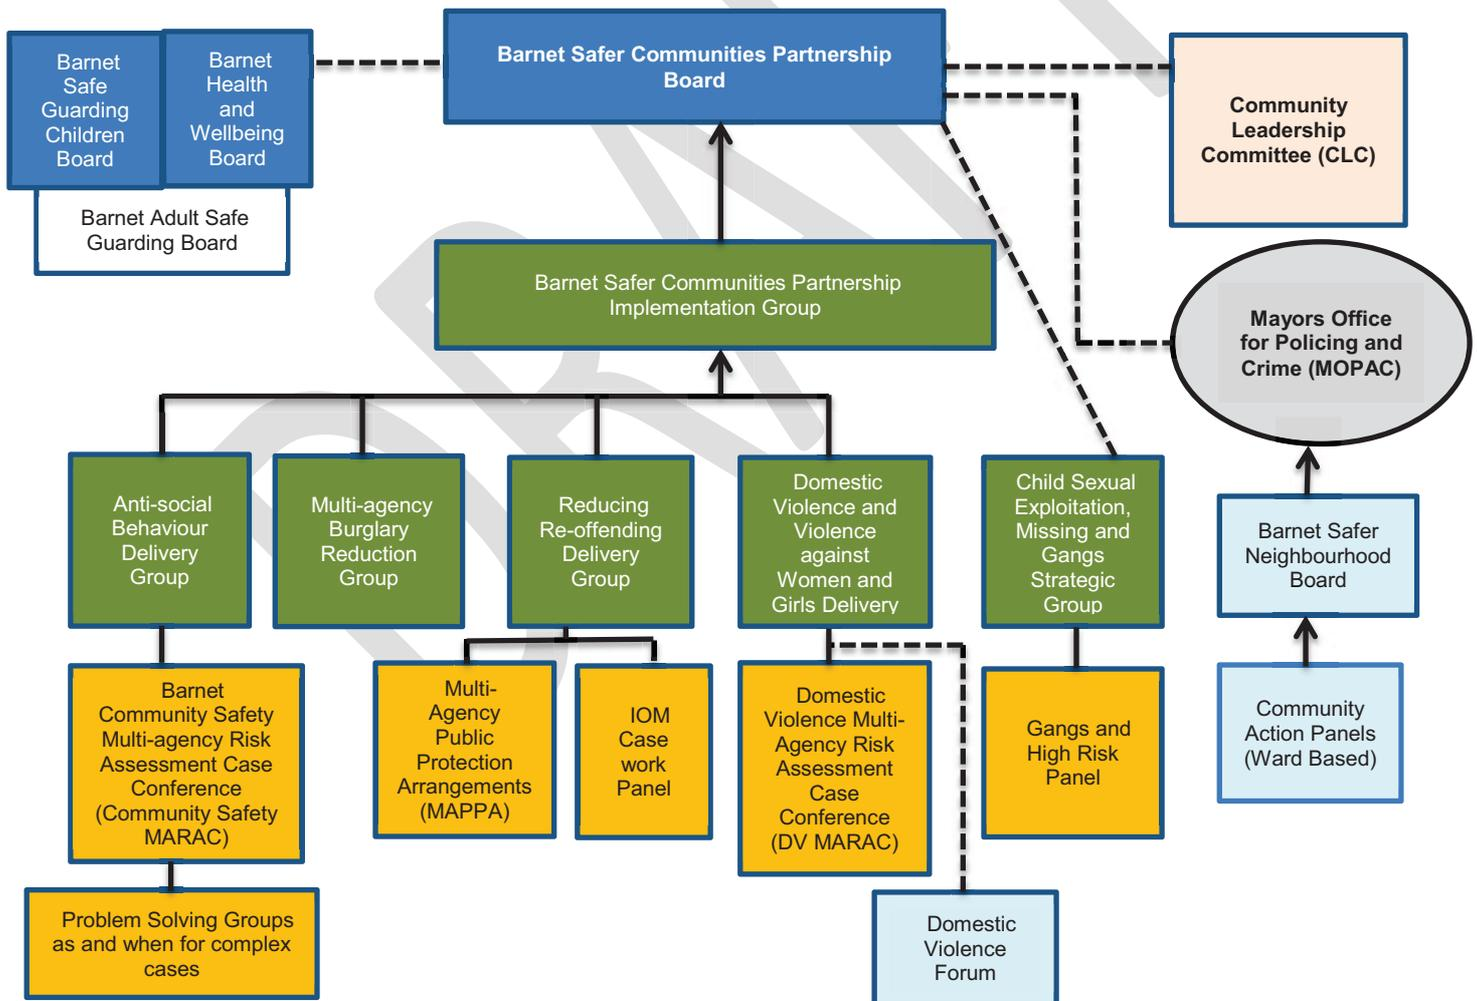 Barnet
Safe
Guarding
Children
Board
Barnet
Health
and
Wellbeing
Board
Barnet Adult Safe
Guarding Board
Barnet Safer Communities Partnership
Board
Community
Leadership
Committee (CLC)
Barnet Safer Communities Partnership
Implementation Group
Mayors Office
for Policing and
Crime (MOPAC)
Anti-social
Behaviour
Delivery
Group
Multi-agency
Burglary
Reduction
Group
Reducing
Re-offending
Delivery
Group
Domestic
Violence and
Violence
against
Women and
Girls Delivery
Child Sexual
Exploitation,
Missing and
Gangs
Strategic
Group
Barnet Safer
Neighbourhood
Board
Barnet
Community Safety
Multi-agency Risk
Assessment Case
Conference
(Community Safety
MARAC)
Multi-
Agency
Public
Protection
Arrangements
(MAPPA)
IOM
Case
work
Panel
Domestic
Violence Multi-
Agency Risk
Assessment
Case
Conference
(DV MARAC)
Gangs and
High Risk
Panel
Community
Action Panels
(Ward Based)
Problem Solving Groups
as and when for complex
cases
Domestic
Violence
Forum
DRAFT